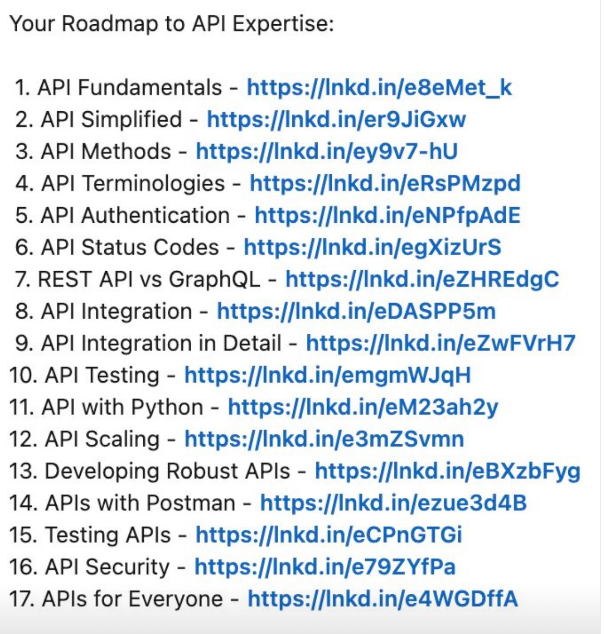 Your Roadmap to API Expertise:
1. API Fundamentals - https://lnkd.in/e8eMet_k
2. API Simplified - https://lnkd.in/er9JiGxw
3. API Methods - https://lnkd.in/ey9v7-hU
4. API Terminologies - https://lnkd.in/eRsPMzpd
5. API Authentication - https://lnkd.in/eNPfpAdE
6. API Status Codes - https://lnkd.in/egXizUrS
7. REST API vs GraphQL - https://lnkd.in/eZHREdgC
8. API Integration - https://lnkd.in/eDASPP5m
9. API Integration in Detail - https://lnkd.in/eZwFVrH7
10. API Testing - https://lnkd.in/emgmWJqH
11. API with Python - https://lnkd.in/eM23ah2y
12. API Scaling - https://lnkd.in/e3mZSvmn
13. Developing Robust APIs - https://lnkd.in/eBXzbFyg
14. APIs with Postman - https://lnkd.in/ezue3d4B
15. Testing APIs - https://lnkd.in/eCPnGTGi
16. API Security - https://lnkd.in/e79ZYfPa
17. APIs for Everyone - https://lnkd.in/e4WGDffA